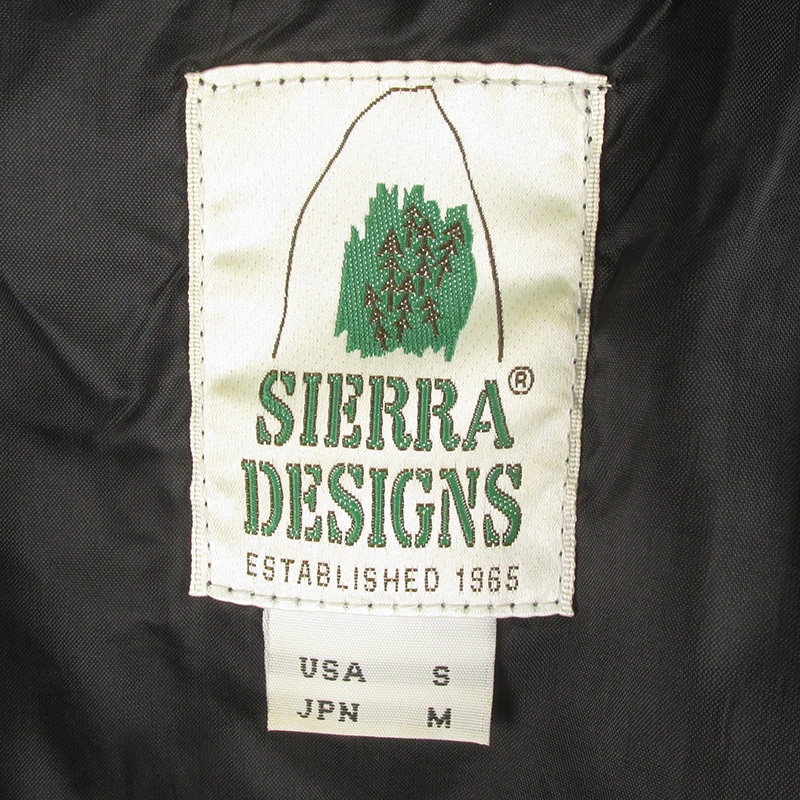 SIERRA®
DESIGNS
ESTABLISHED 1965
USA S
JPN M